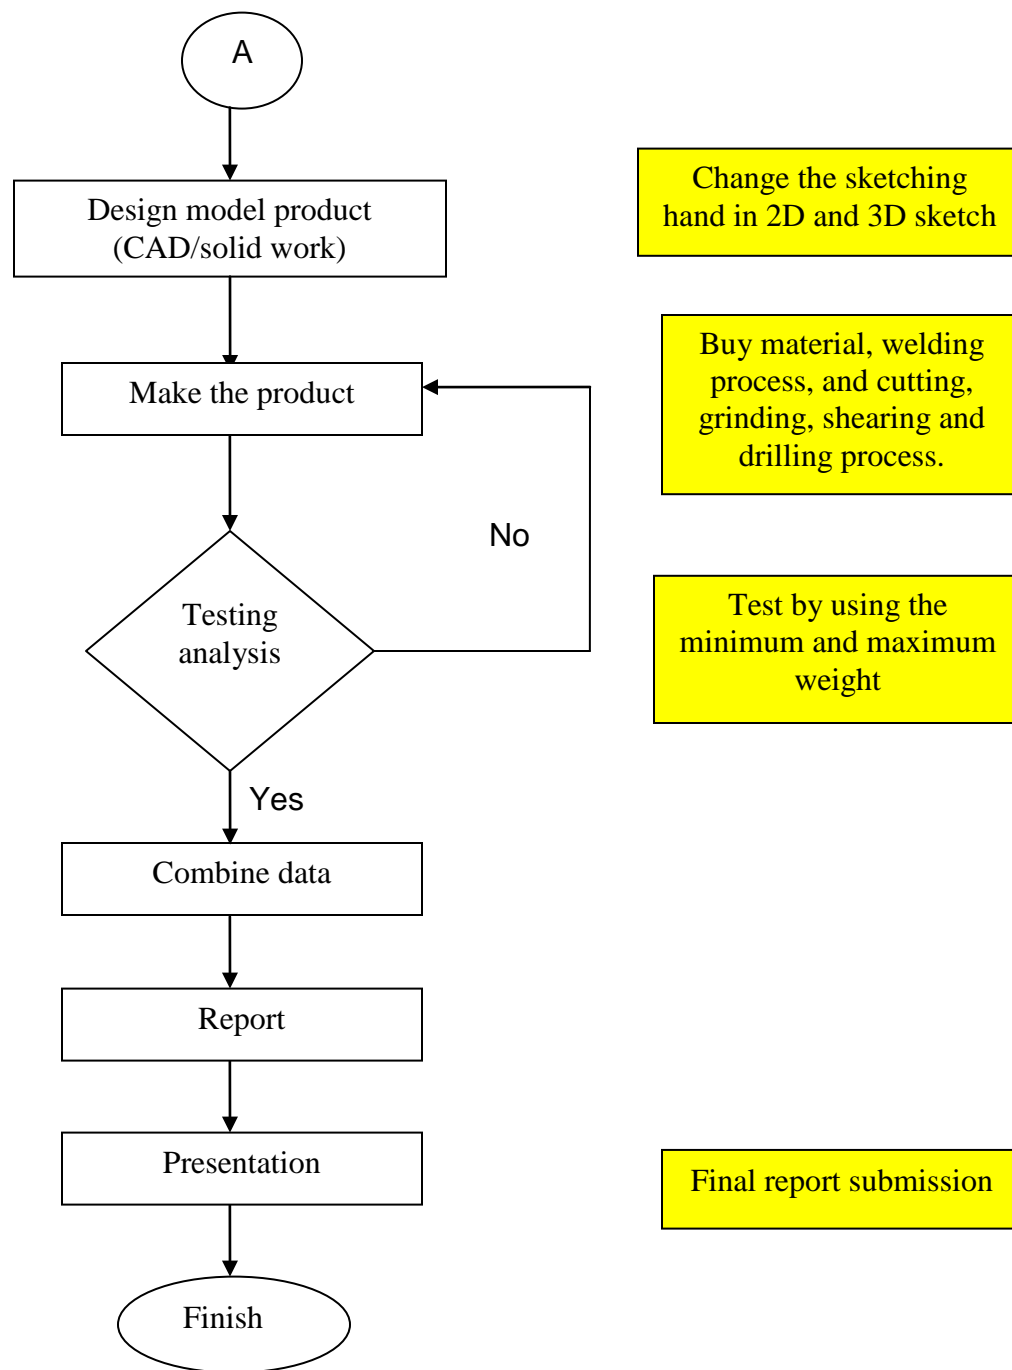 A
Design model product
(CAD/solid work)
Change the sketching
hand in 2D and 3D sketch
Make the product
Buy material, welding
process, and cutting,
grinding, shearing and
drilling process.
No
Testing
analysis
Test by using the
minimum and maximum
weight
Yes
Combine data
Report
Presentation
Final report submission
Finish